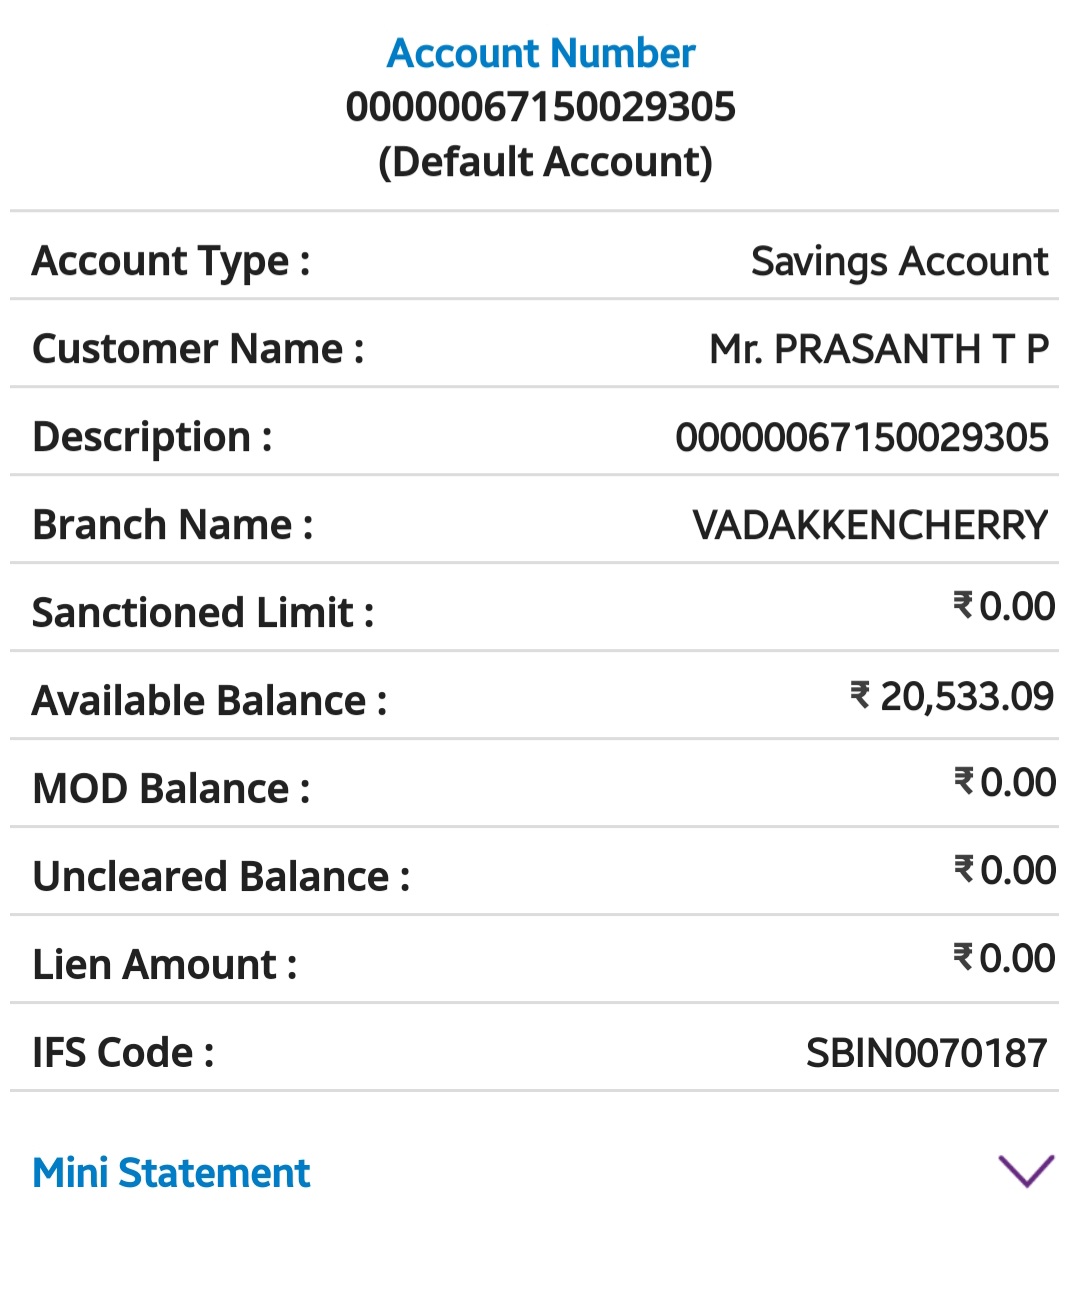 Account Number
00000067150029305
(Default Account)
Account Type : Savings Account
Customer Name : Mr. PRASANTH T P
Description : 00000067150029305
Branch Name : VADAKKENCHERRY
Sanctioned Limit : ₹ 0.00
Available Balance : ₹ 20,533.09
MOD Balance : ₹ 0.00
Uncleared Balance : ₹ 0.00
Lien Amount : ₹ 0.00
IFS Code : SBIN0070187
Mini Statement